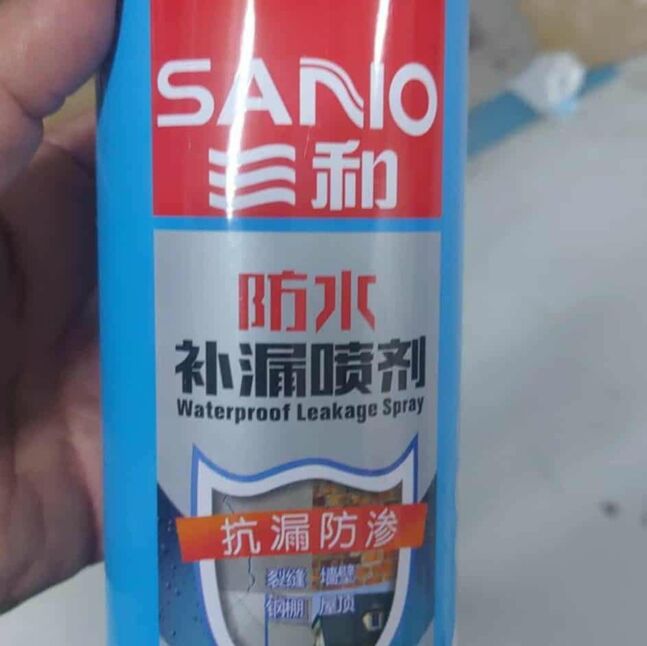 SANO
三和
防水
补漏喷剂
Waterproof Leakage Spray
抗漏防渗
裂缝 墙壁
钢棚 屋顶